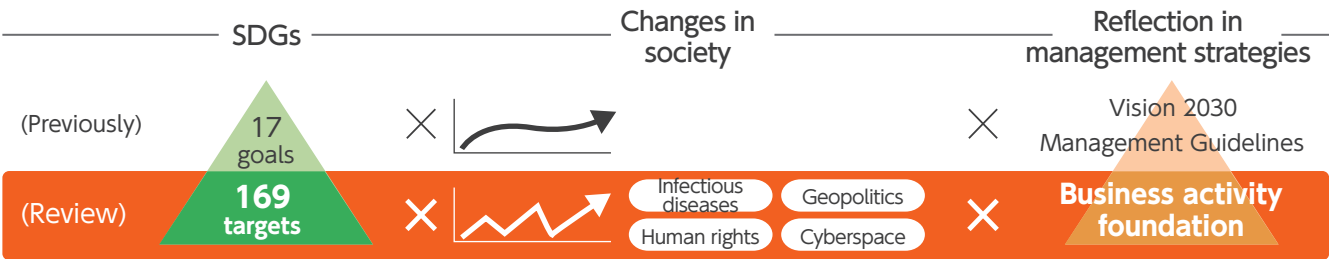 SDGs
Changes in
society
Reflection in
management strategies
(Previously)
17
goals
Vision 2030
Management Guidelines
(Review)
169
targets
Infectious
diseases
Geopolitics
Human rights
Cyberspace
Business activity
foundation